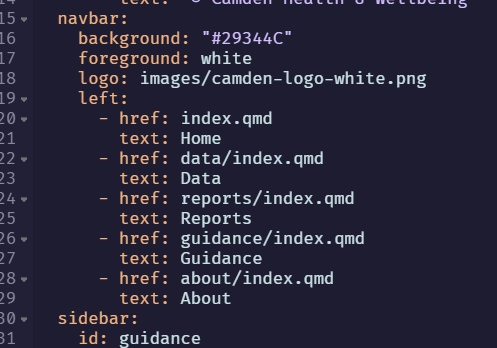 14 text: Camden Health & Wellbeing
15 navbar:
16 background: "#29344C"
17 foreground: white
18 logo: images/camden-logo-white.png
19 left:
20 - href: index.qmd
21 text: Home
22 - href: data/index.qmd
23 text: Data
24 - href: reports/index.qmd
25 text: Reports
26 - href: guidance/index.qmd
27 text: Guidance
28 - href: about/index.qmd
29 text: About
30 sidebar:
31 id: guidance